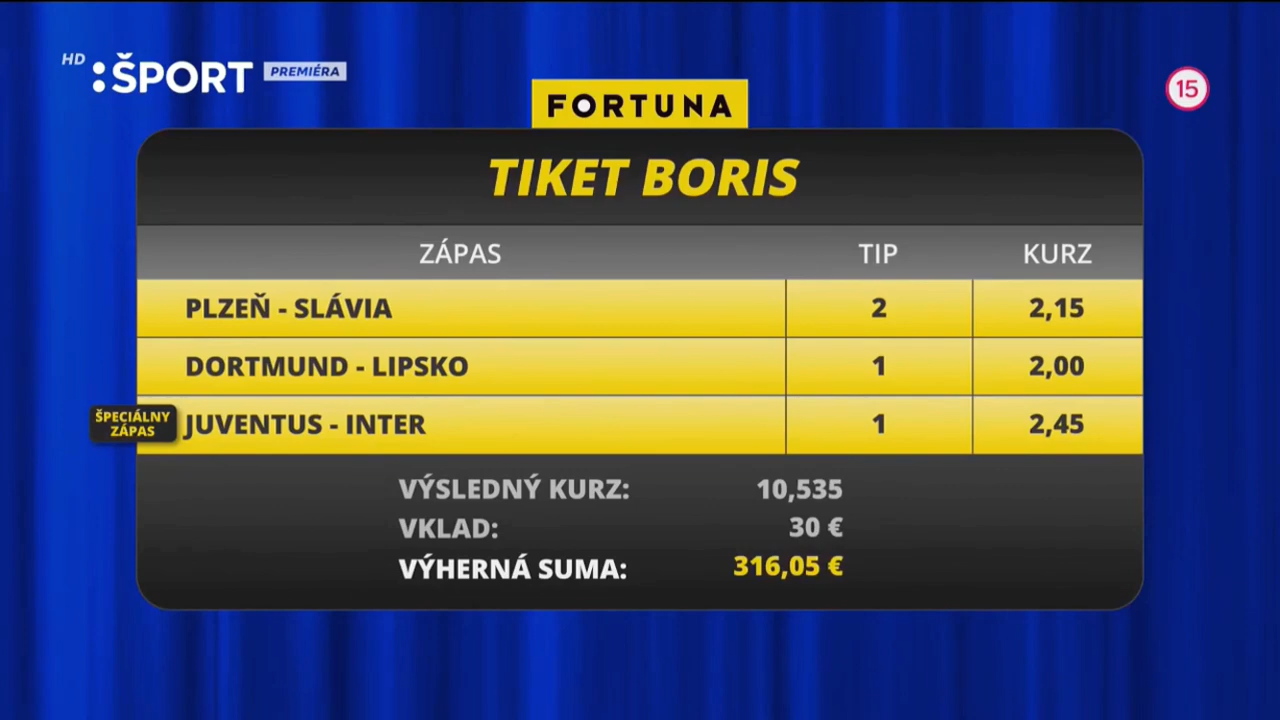 HD :ŠPORT PREMIÉRA
15
FORTUNA
TIKET BORIS
ZÁPAS TIP KURZ
PLZEŇ - SLÁVIA 2 2,15
DORTMUND - LIPSKO 1 2,00
ŠPECIÁLNY
ZÁPAS
JUVENTUS - INTER 1 2,45
VÝSLEDNÝ KURZ: 10,535
VKLAD: 30 €
VÝHERNÁ SUMA: 316,05 €